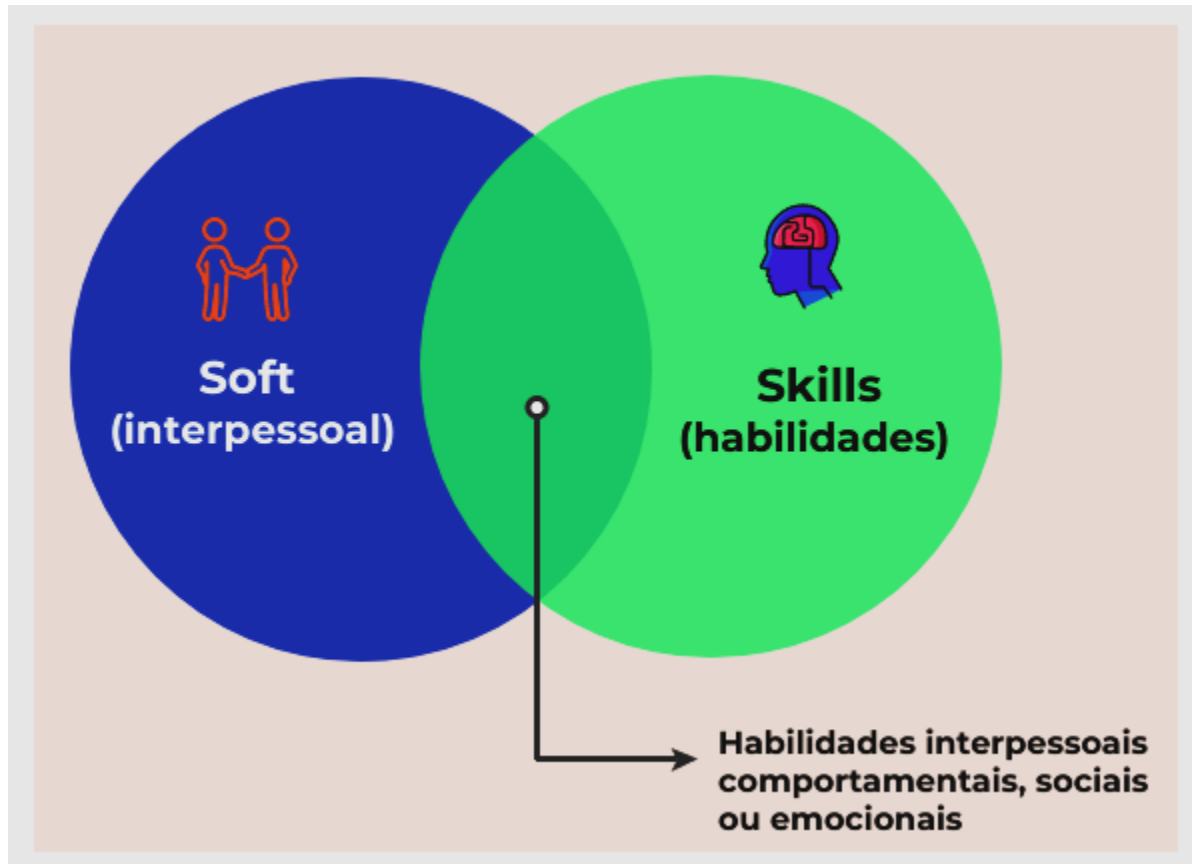 Soft
(interpessoal)
Skills
(habilidades)
Habilidades interpessoais
comportamentais, sociais
ou emocionais